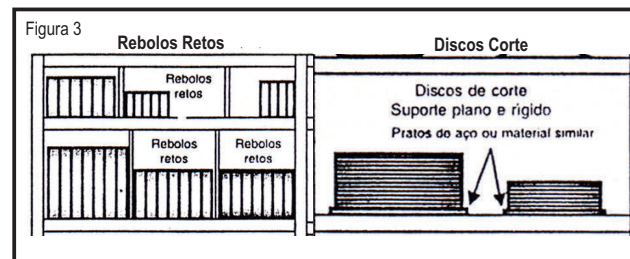 Figura 3
Rebolos Retos
Discos Corte
Rebolos
retos
Rebolos
retos
Rebolos
retos
Discos de corte
Suporte plano e rigido
Pratos do aço ou material similar